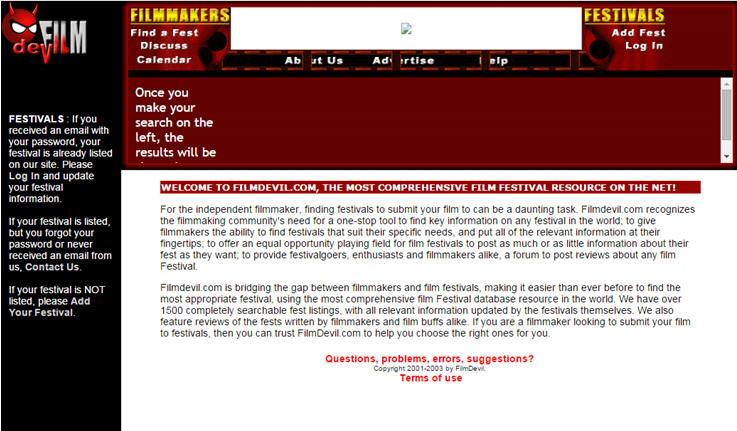 devFILM
FILMMAKERS
Find a Fest
Discuss
Calendar
FESTIVALS
Add Fest
Log In
About Us
Advertise
Help
FESTIVALS : If you
received an email with
your password, your
festival is already listed
on our site. Please
Log In and update
your festival
information.
If your festival is listed,
but you forgot your
password or never
received an email from
us, Contact Us.
If your festival is NOT
listed, please Add
Your Festival.
Once you
make your
search on the
left, the
results will be
WELCOME TO FILMDEVIL.COM, THE MOST COMPREHENSIVE FILM FESTIVAL RESOURCE ON THE NET!
For the independent filmmaker, finding festivals to submit your film to can be a daunting task. Filmdevil.com recognizes
the filmmaking community's need for a one-stop tool to find key information on any festival in the world; to give
filmmakers the ability to find festivals that suit their specific needs, and put all of the relevant information at their
fingertips; to offer an equal opportunity playing field for film festivals to post as much or as little information about their
fest as they want; to provide festivalgoers, enthusiasts and filmmakers alike, a forum to post reviews about any film
Festival.
Filmdevil.com is bridging the gap between filmmakers and film festivals, making it easier than ever before to find the
most appropriate festival, using the most comprehensive film Festival database resource in the world. We have over
1500 completely searchable fest listings, with all relevant information updated by the festivals themselves. We also
feature reviews of the fests written by filmmakers and film buffs alike. If you are a filmmaker looking to submit your film
to festivals, then you can trust FilmDevil.com to help you choose the right ones for you.
Questions, problems, errors, suggestions?
Copyright 2001-2003 by FilmDevil.
Terms of use